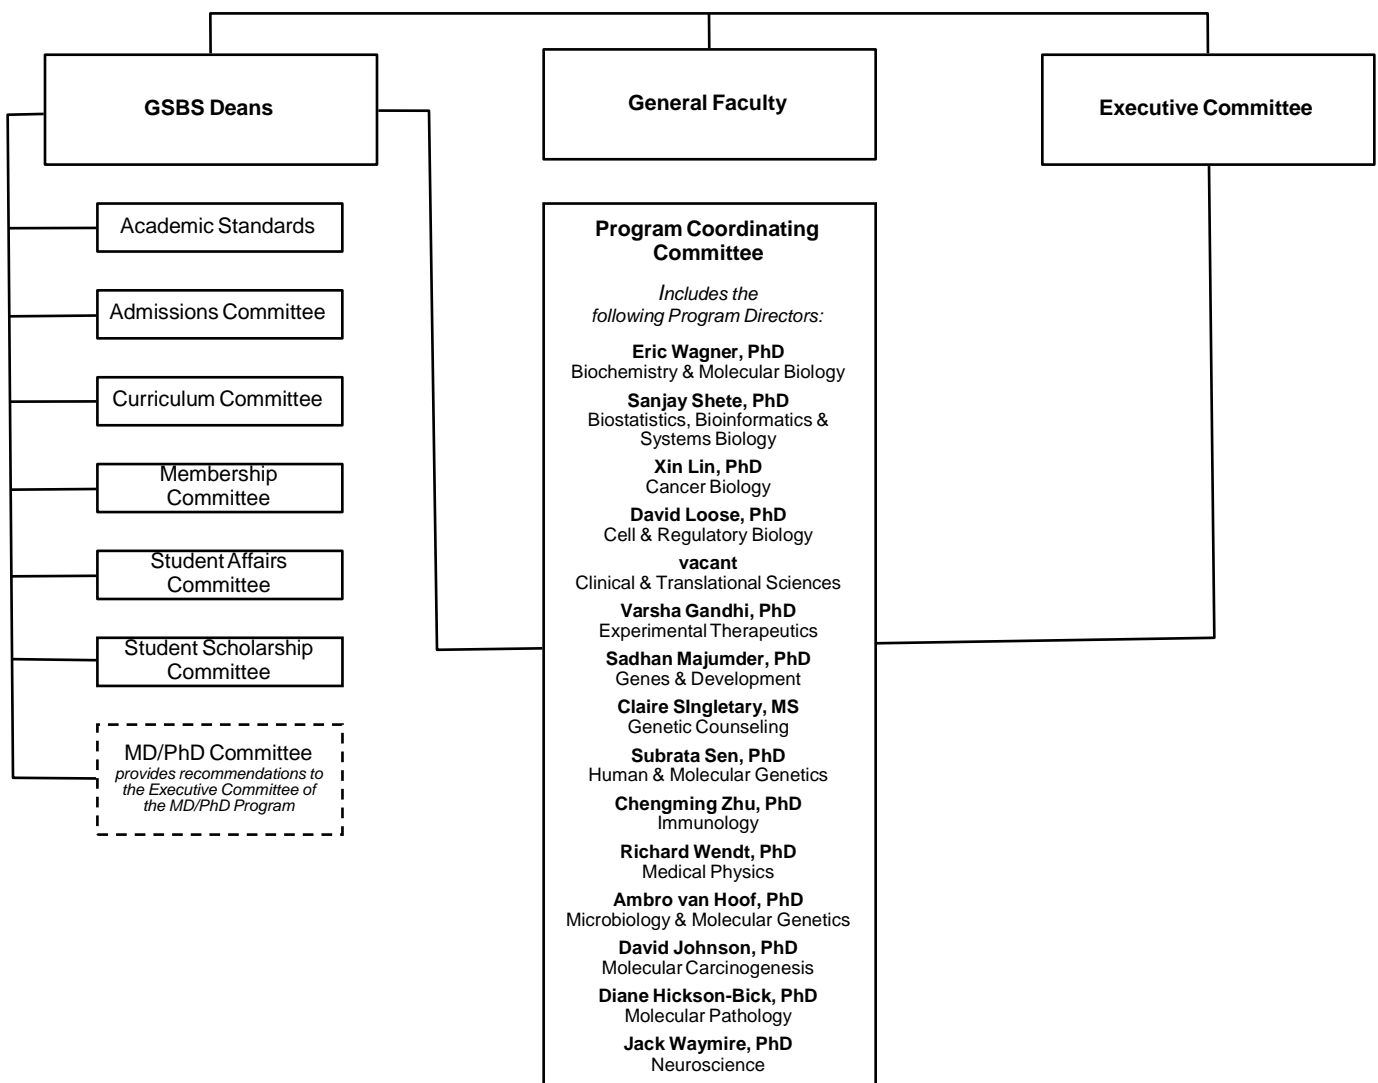 GSBS Deans
General Faculty
Executive Committee
Academic Standards
Admissions Committee
Curriculum Committee
Membership
Committee
Student Affairs
Committee
Student Scholarship
Committee
MD/PhD Committee
provides recommendations to
the Executive Committee of
the MD/PhD Program
Program Coordinating
Committee
Includes the
following Program Directors:
Eric Wagner, PhD
Biochemistry & Molecular Biology
Sanjay Shete, PhD
Biostatistics, Bioinformatics &
Systems Biology
Xin Lin, PhD
Cancer Biology
David Loose, PhD
Cell & Regulatory Biology
vacant
Clinical & Translational Sciences
Varsha Gandhi, PhD
Experimental Therapeutics
Sadhan Majumder, PhD
Genes & Development
Claire SIngletary, MS
Genetic Counseling
Subrata Sen, PhD
Human & Molecular Genetics
Chengming Zhu, PhD
Immunology
Richard Wendt, PhD
Medical Physics
Ambro van Hoof, PhD
Microbiology & Molecular Genetics
David Johnson, PhD
Molecular Carcinogenesis
Diane Hickson-Bick, PhD
Molecular Pathology
Jack Waymire, PhD
Neuroscience